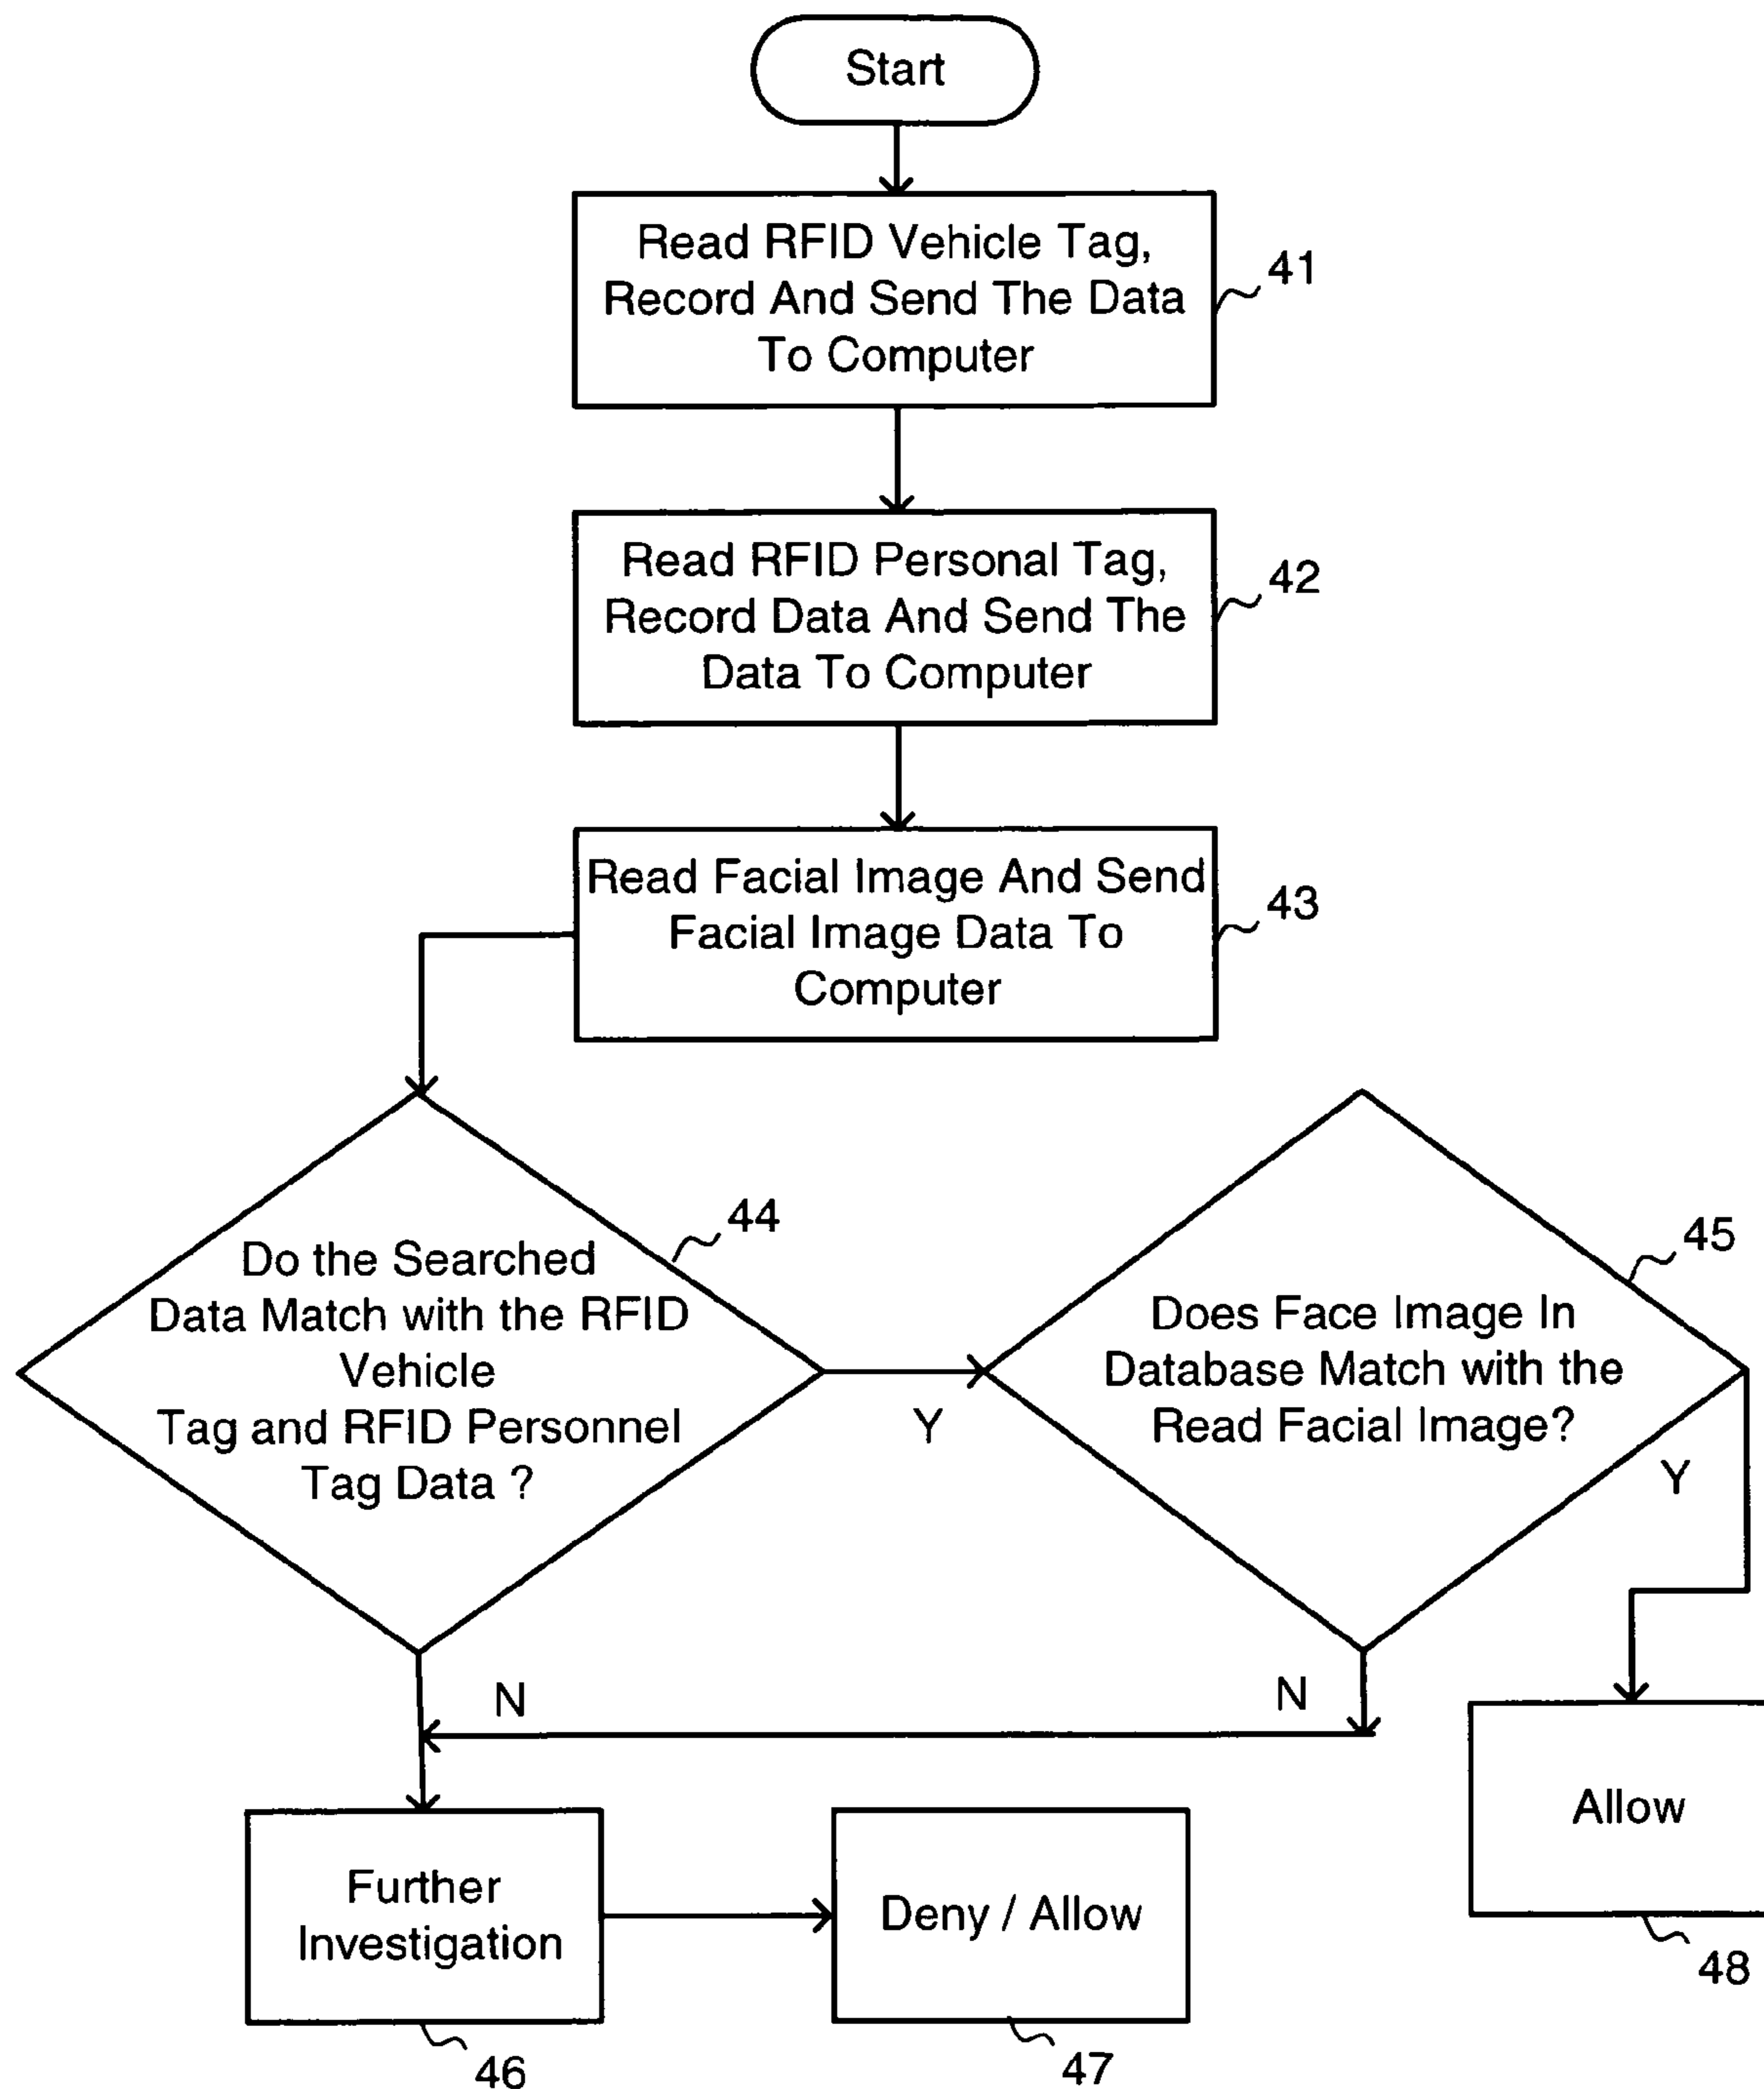 Start
Read RFID Vehicle Tag,
Record And Send The Data
To Computer
41
Read RFID Personal Tag,
Record Data And Send The
Data To Computer
42
Read Facial Image And Send
Facial Image Data To
Computer
43
Do the Searched
Data Match with the RFID
Vehicle
Tag and RFID Personnel
Tag Data ?
44
Y
Does Face Image In
Database Match with the
Read Facial Image?
45
Y
N
N
Further
Investigation
46
Deny / Allow
47
Allow
48